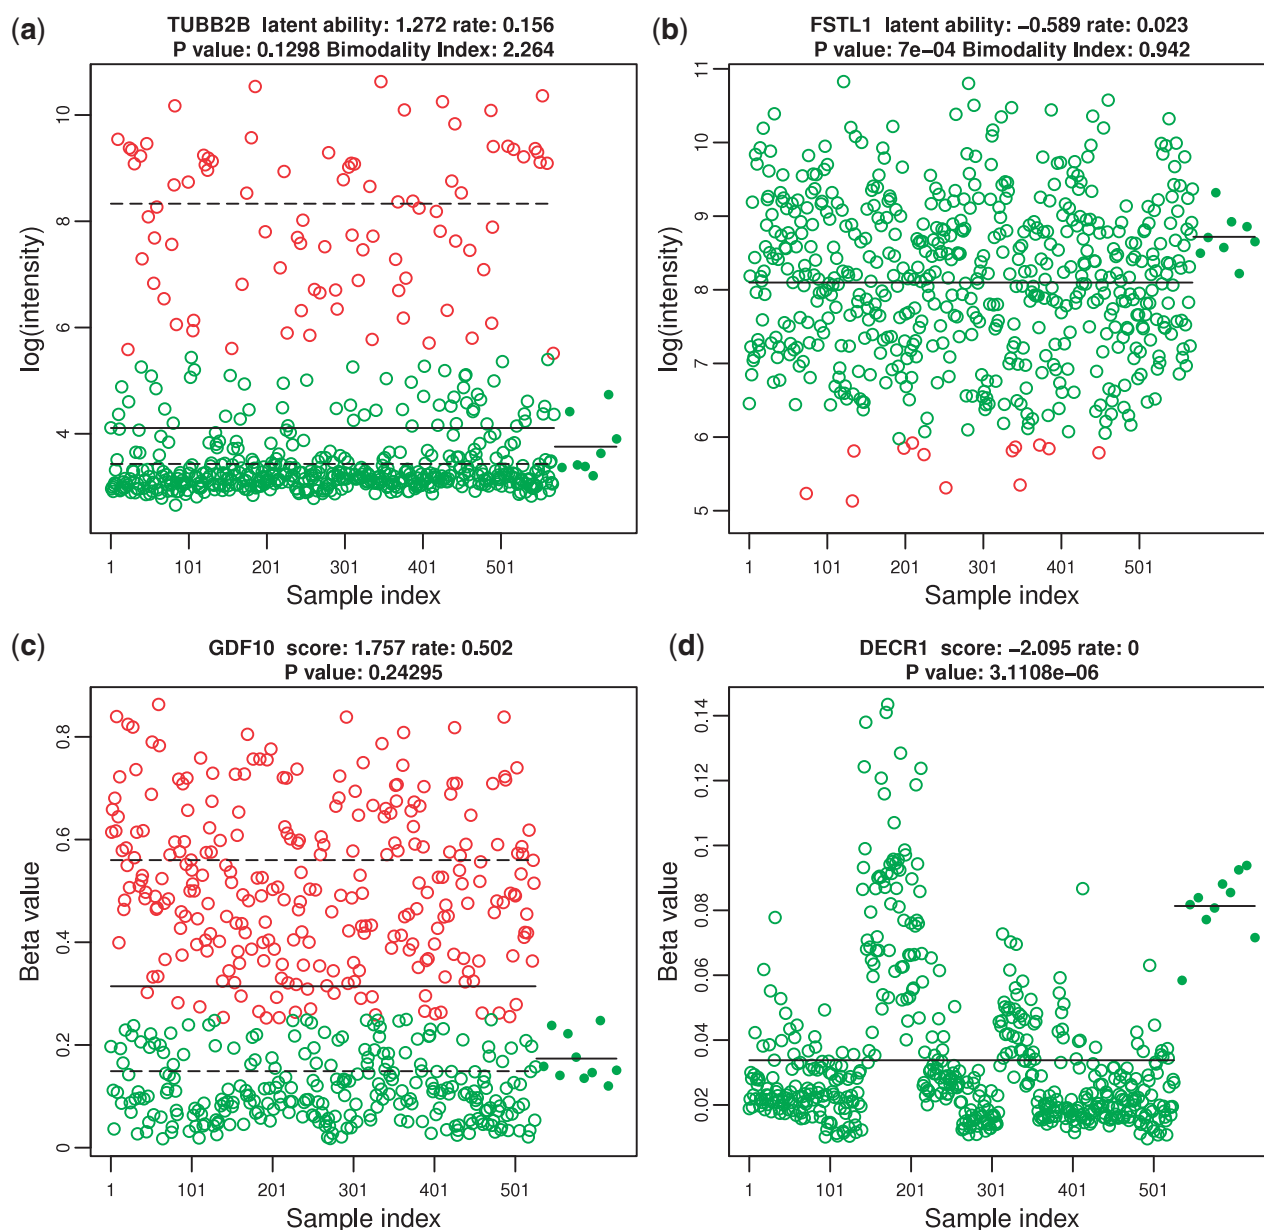 (a)
TUBB2B latent ability: 1.272 rate: 0.156
P value: 0.1298 Bimodality Index: 2.264
log(intensity)
10
8
6
4
1 101 201 301 401 501
Sample index
(b)
FSTL1 latent ability: −0.589 rate: 0.023
P value: 7e−04 Bimodality Index: 0.942
log(intensity)
11
10
9
8
7
6
5
1 101 201 301 401 501
Sample index
(c)
GDF10 score: 1.757 rate: 0.502
P value: 0.24295
Beta value
0.8
0.6
0.4
0.2
0
1 101 201 301 401 501
Sample index
(d)
DECR1 score: −2.095 rate: 0
P value: 3.1108e−06
Beta value
0.14
0.12
0.10
0.08
0.06
0.04
0.02
1 101 201 301 401 501
Sample index